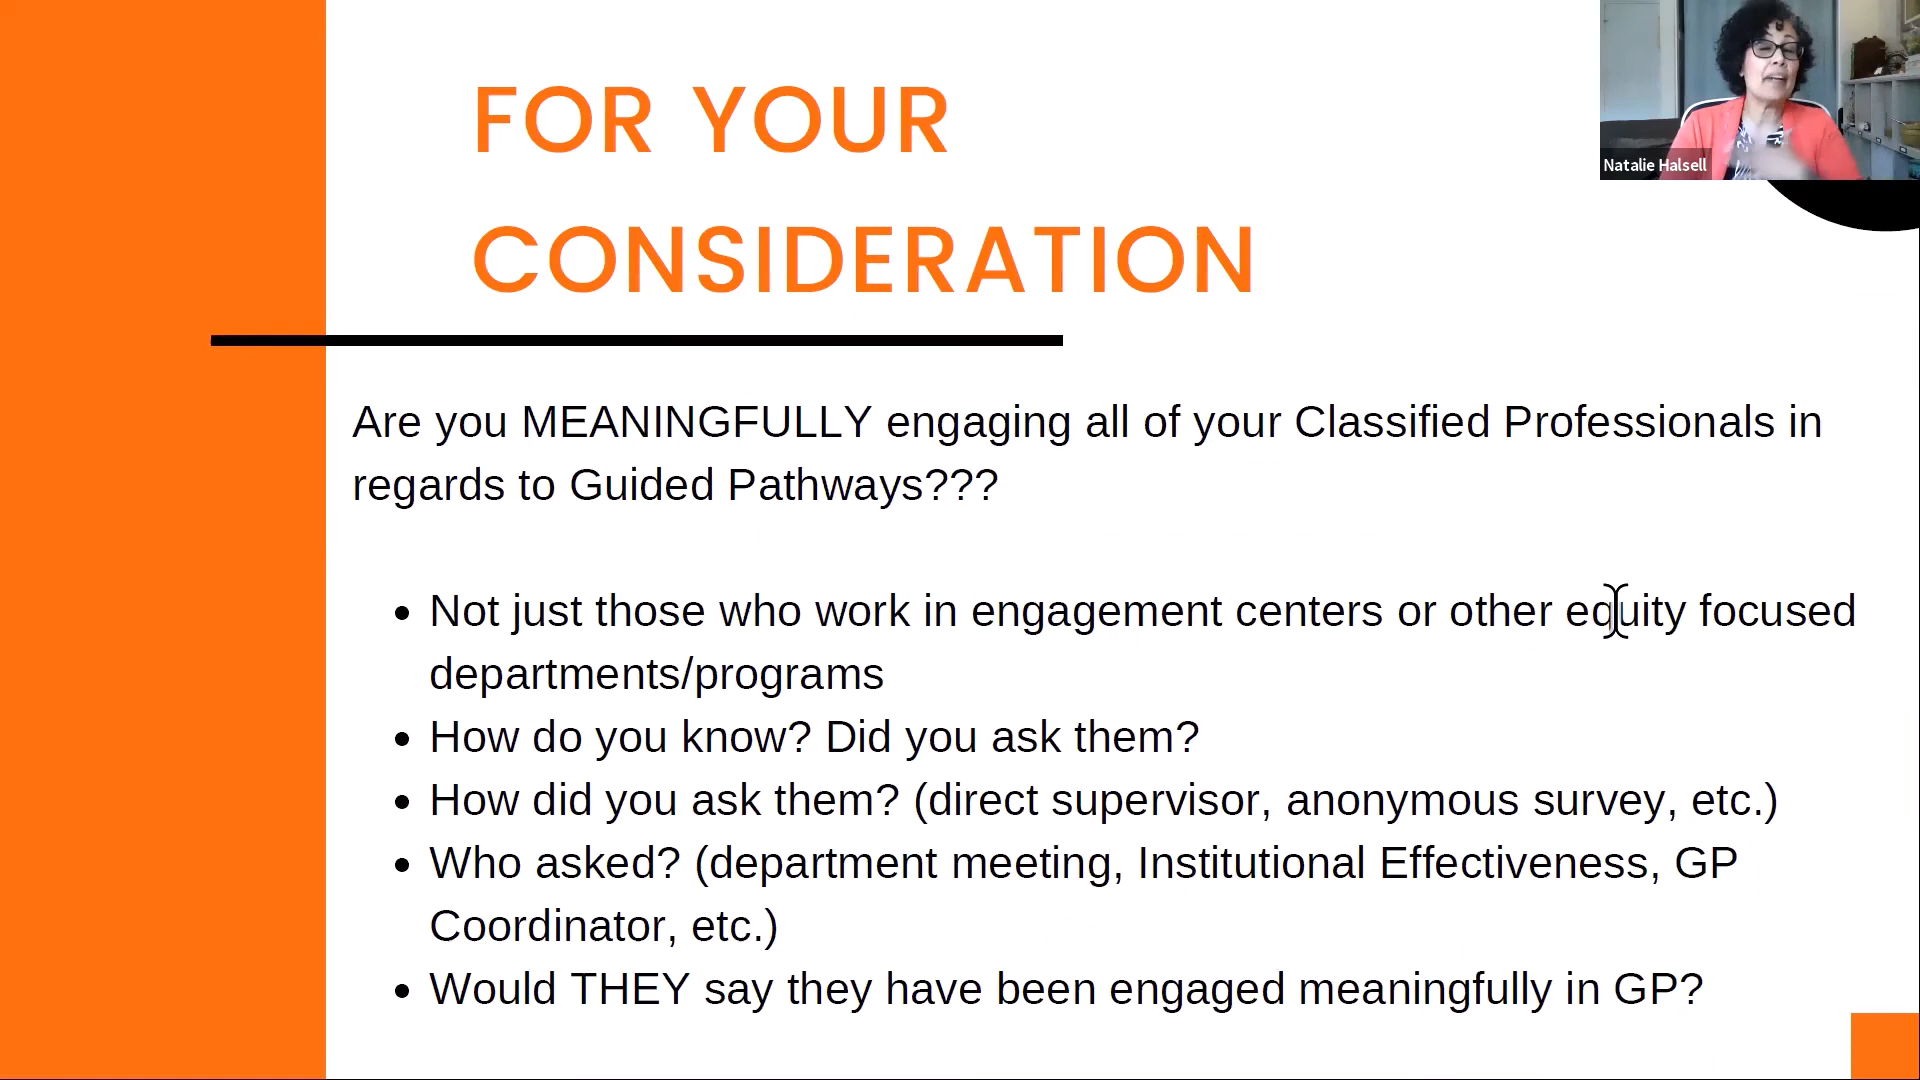 FOR YOUR
CONSIDERATION
Natalie Halsell
Are you MEANINGFULLY engaging all of your Classified Professionals in
regards to Guided Pathways???
• Not just those who work in engagement centers or other equity focused
departments/programs
• How do you know? Did you ask them?
• How did you ask them? (direct supervisor, anonymous survey, etc.)
• Who asked? (department meeting, Institutional Effectiveness, GP
Coordinator, etc.)
• Would THEY say they have been engaged meaningfully in GP?